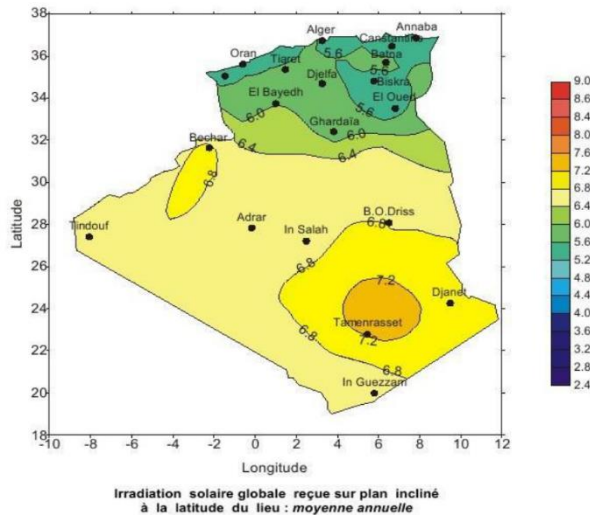 38
36
34
32
30
28
26
24
22
20
18
Latitude
Alger
Annaba
Constantine
Oran
5.6
Tiaret
Batna
5.6
Djelfa
Biskra
El Bayedh
5.6
El Oued
6.0
Ghardaïa
6.0
Bechar
6.4
6.4
6.8
B.O.Driss
6.8
Tindouf
Adrar
In Salah
6.8
7.2
Djanet
Tamenrasset
6.8
7.2
6.8
In Guezzam
-10 -8 -6 -4 -2 0 2 4 6 8 10 12
Longitude
9.0
8.6
8.4
8.0
7.6
7.2
6.8
6.4
6.0
5.6
5.2
4.8
4.4
4.0
3.6
3.2
2.8
2.4
Irradiation solaire globale reçue sur plan incliné
à la latitude du lieu : moyenne annuelle